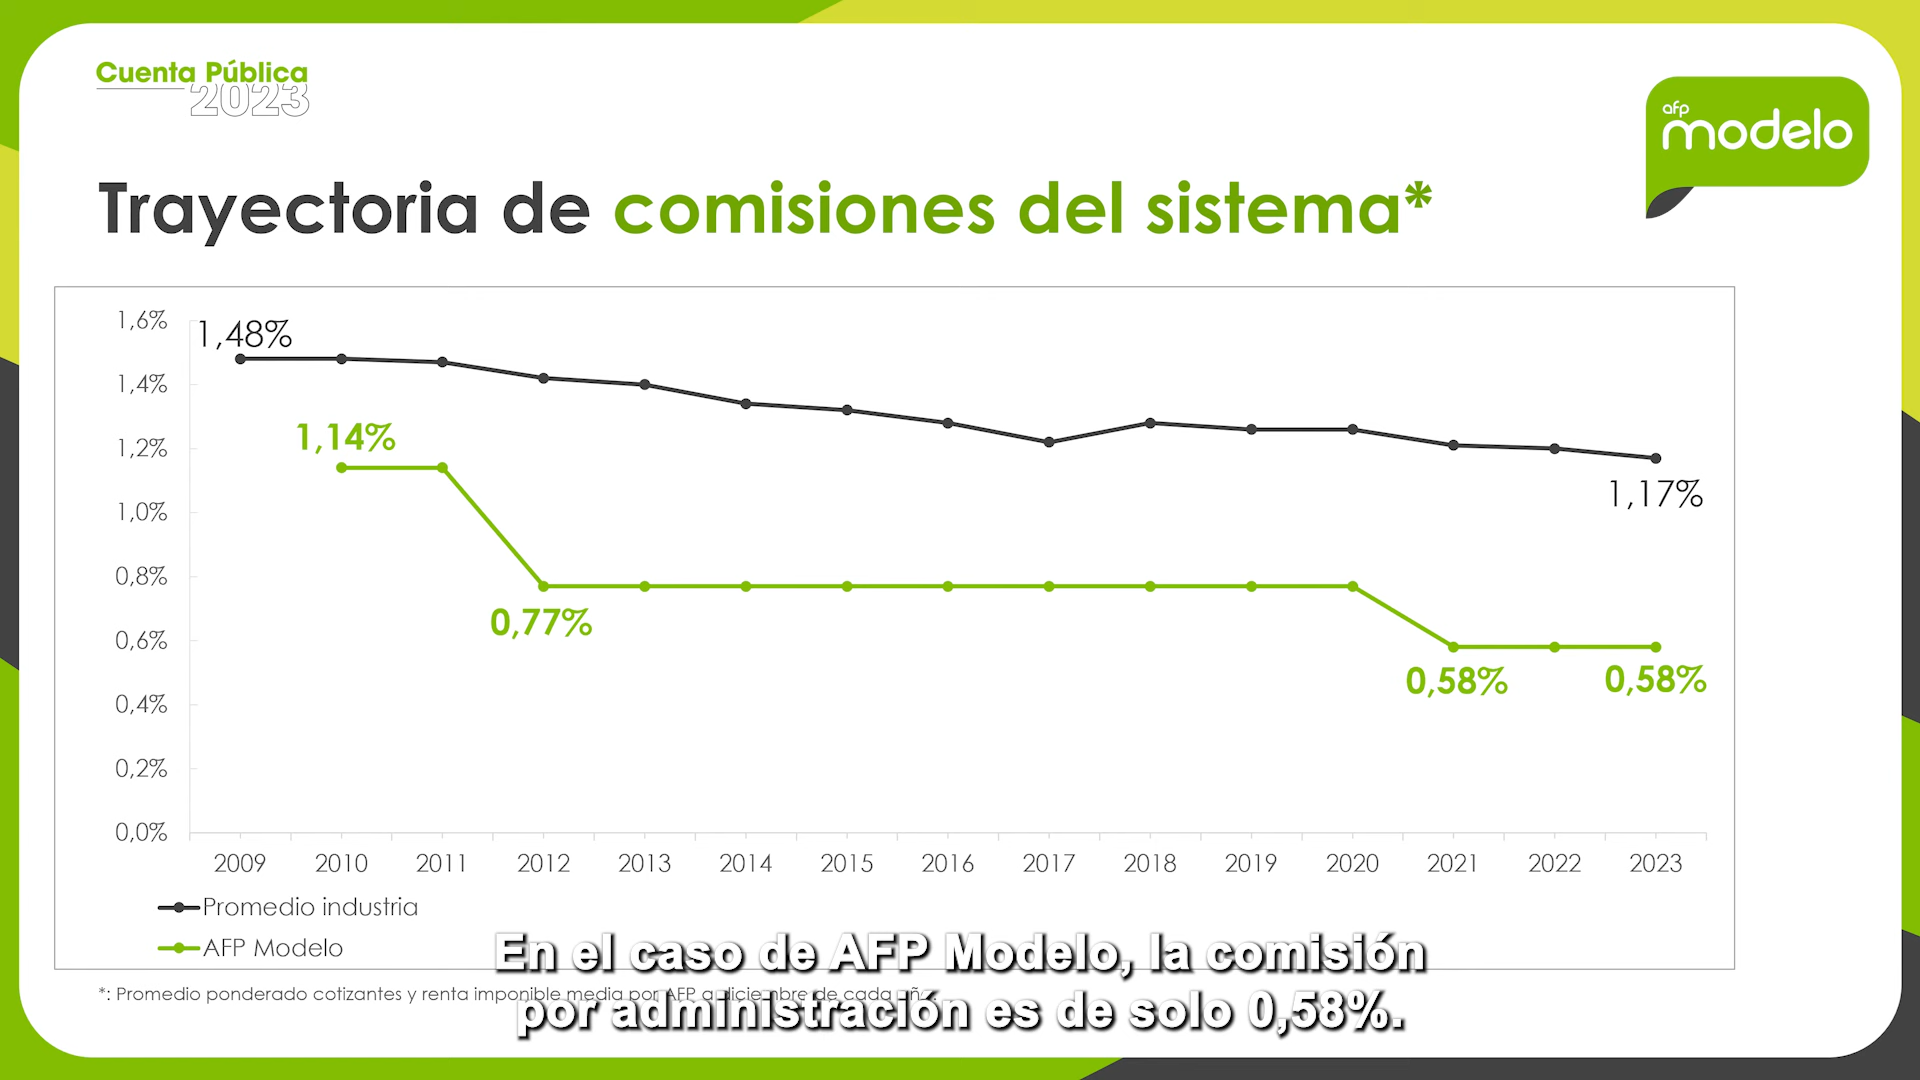 Cuenta Pública
2023
afp
modelo
Trayectoria de comisiones del sistema*
1,6%
1,48%
1,4%
1,14%
1,2%
1,17%
1,0%
0,8%
0,77%
0,6%
0,58%
0,58%
0,4%
0,2%
0,0%
2009 2010 2011 2012 2013 2014 2015 2016 2017 2018 2019 2020 2021 2022 2023
Promedio industria
AFP Modelo
*: Promedio ponderado cotizantes y renta imponible media por AFP a diciembre de cada año.
En el caso de AFP Modelo, la comisión
por administración es de solo 0,58%.